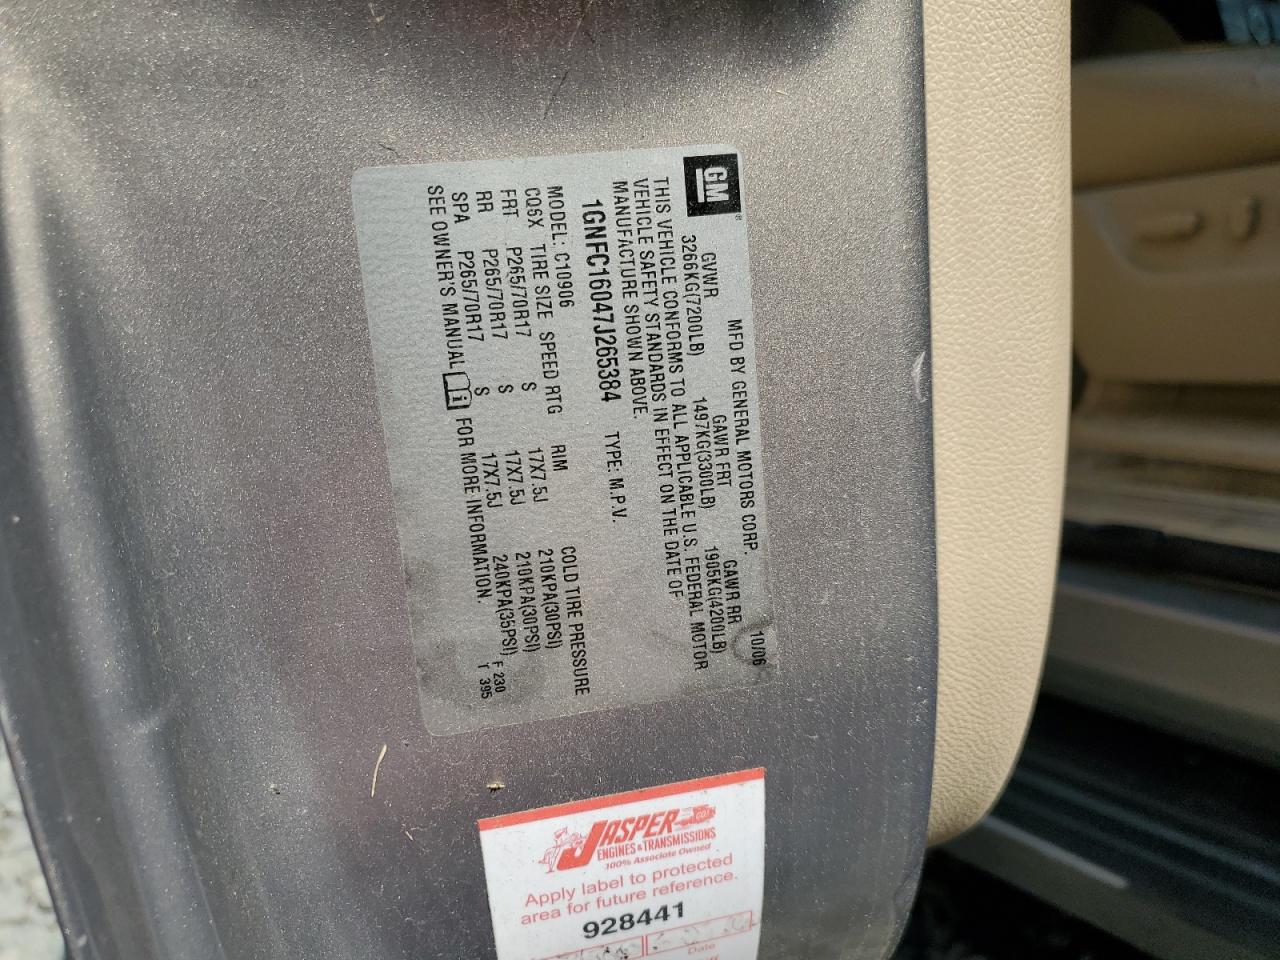 GM
MFD BY GENERAL MOTORS CORP. 10/06
GVWR GAWR FRT GAWR RR
3266KG(7200LB) 1497KG(3300LB) 1905KG(4200LB)
THIS VEHICLE CONFORMS TO ALL APPLICABLE U.S. FEDERAL MOTOR
VEHICLE SAFETY STANDARDS IN EFFECT ON THE DATE OF
MANUFACTURE SHOWN ABOVE.
1GNFC16047J265384 TYPE: M.P.V.
MODEL: C10906
CQ6X TIRE SIZE SPEED RTG RIM COLD TIRE PRESSURE
FRT P265/70R17 S 17X7.5J 210KPA(30PSI)
RR P265/70R17 S 17X7.5J 210KPA(30PSI)
SPA P265/70R17 S 17X7.5J 240KPA(35PSI)
SEE OWNER'S MANUAL i FOR MORE INFORMATION.
F 230
T 395
JASPER
ENGINES & TRANSMISSIONS
100% Associate Owned
Apply label to protected
area for future reference.
928441
Date